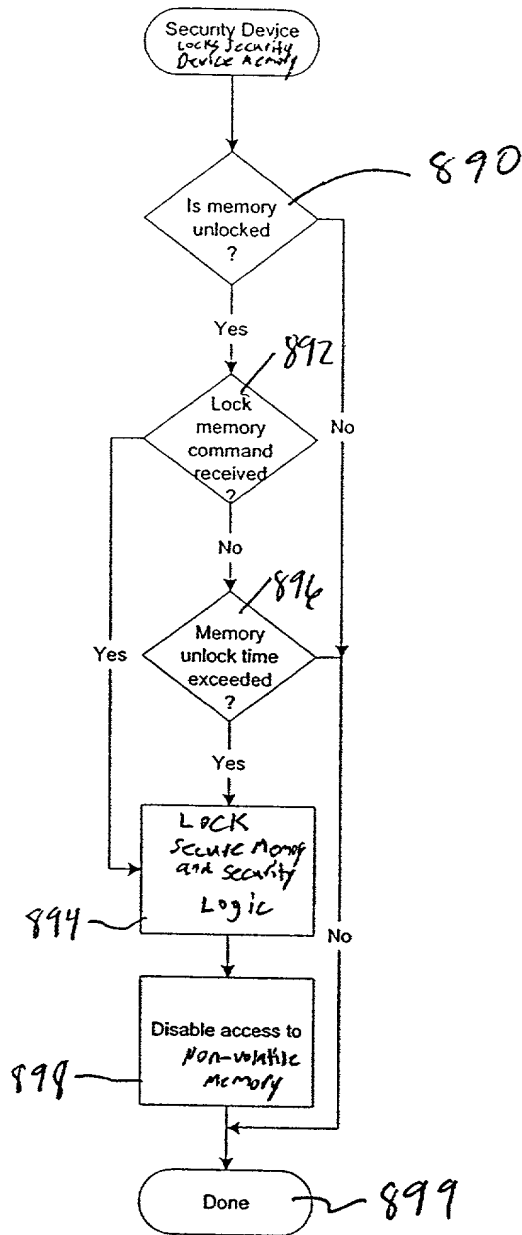 Security Device
Locks Security
Device Memory
890
Is memory
unlocked
?
Yes
892
Lock
memory
command
received
?
No
No
896
Memory
unlock time
exceeded
?
Yes
Yes
LOCK
Secure Memory
and Security
Logic
894
No
Disable access to
Non-volatile
Memory
898
Done
899